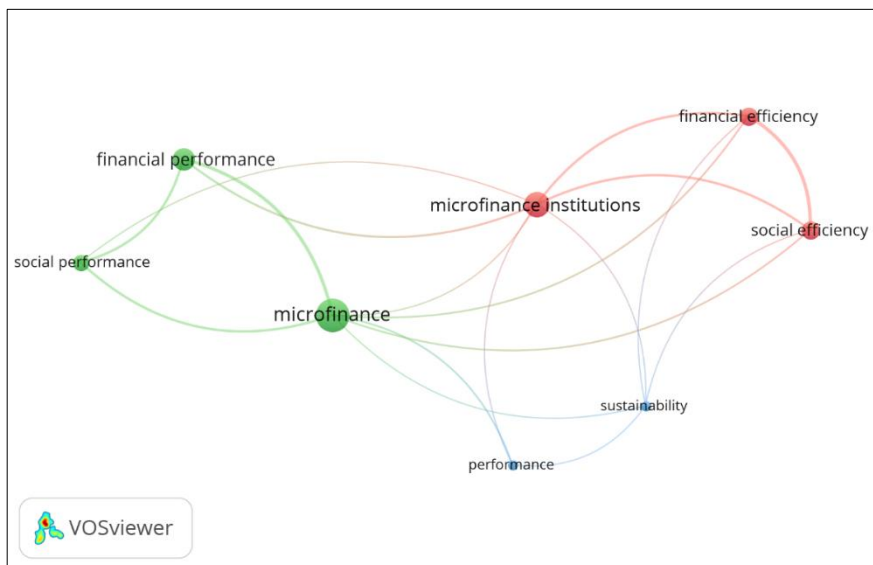 financial efficiency
financial performance
microfinance institutions
social efficiency
social performance
microfinance
sustainability
performance
VOSviewer